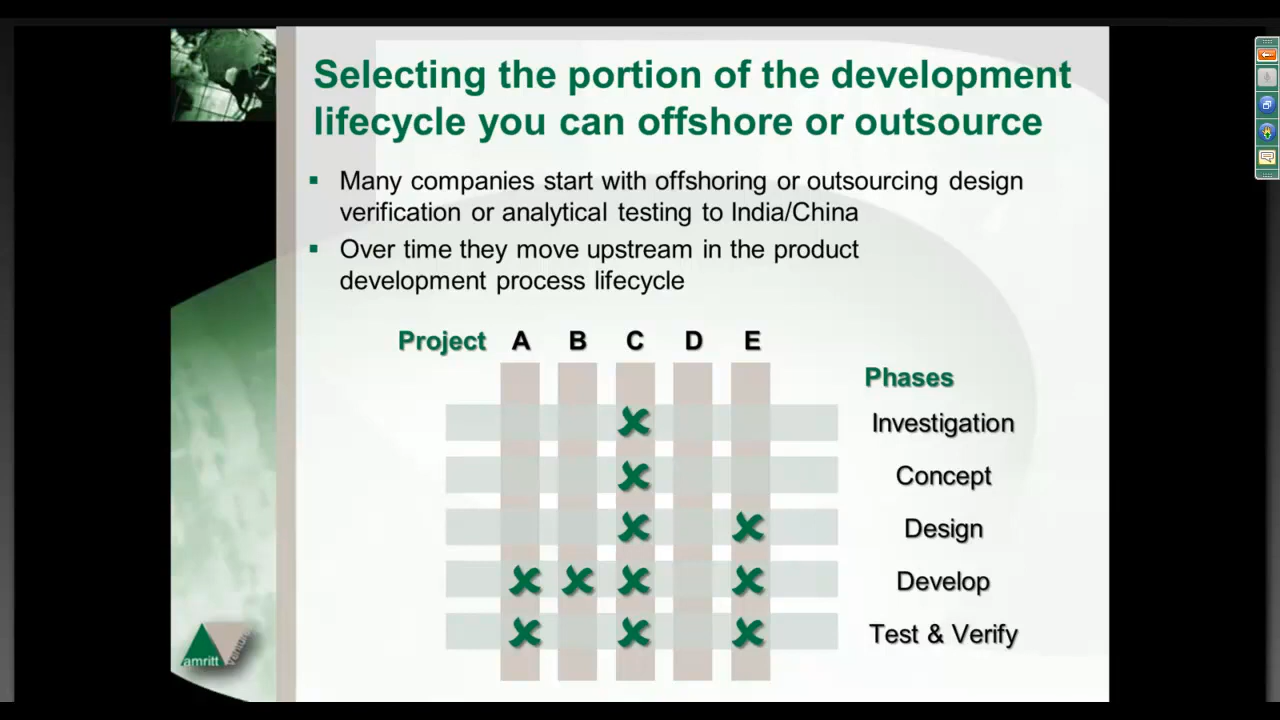 Selecting the portion of the development
lifecycle you can offshore or outsource
▪ Many companies start with offshoring or outsourcing design
verification or analytical testing to India/China
▪ Over time they move upstream in the product
development process lifecycle
Project A B C D E
Phases
Investigation
Concept
Design
Develop
Test & Verify
amritt